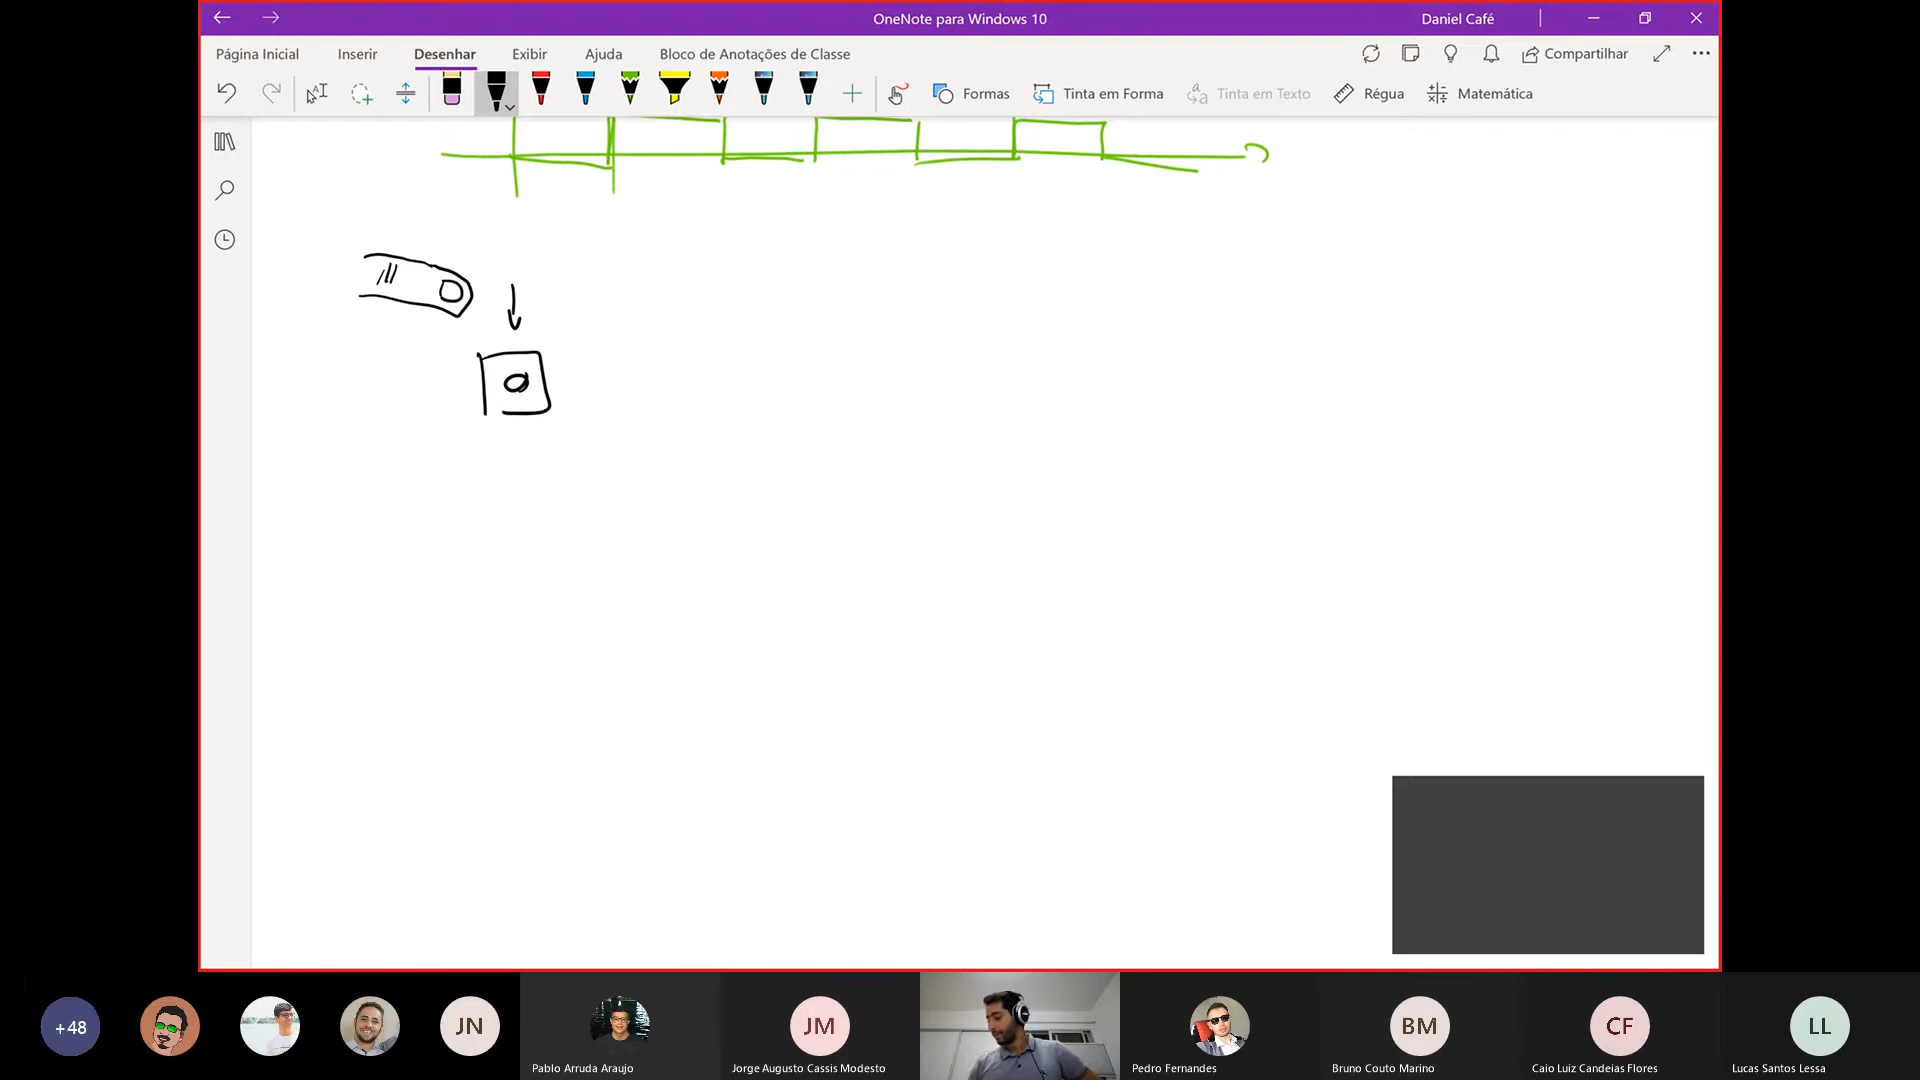 OneNote para Windows 10
Daniel Café
Página Inicial
Inserir
Desenhar
Exibir
Ajuda
Bloco de Anotações de Classe
Compartilhar
Formas
Tinta em Forma
Tinta em Texto
Régua
Matemática
+48
JN
JM
BM
CF
LL
Pablo Arruda Araujo
Jorge Augusto Cassis Modesto
Pedro Fernandes
Bruno Couto Marino
Caio Luiz Candeias Flores
Lucas Santos Lessa